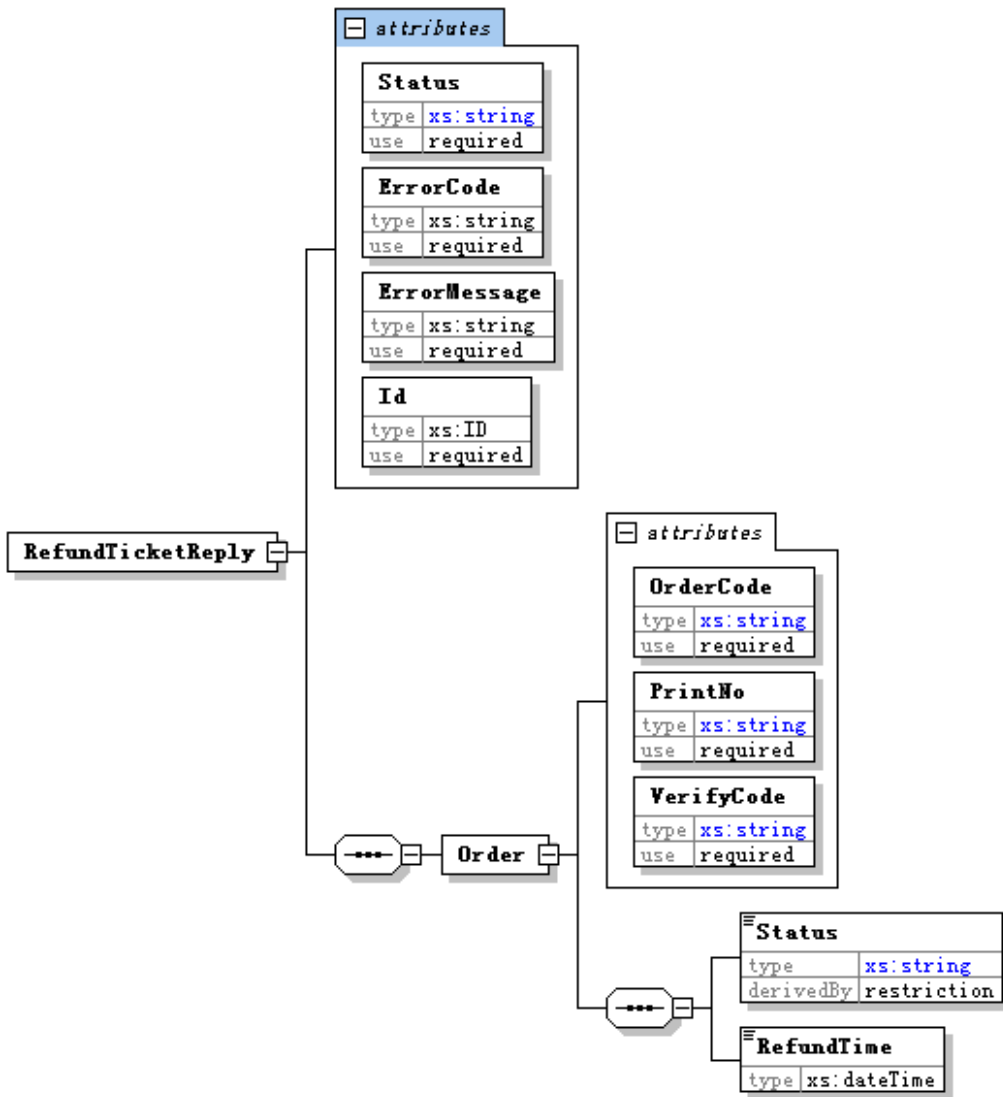 attributes
Status
type xs:string
use required
ErrorCode
type xs:string
use required
ErrorMessage
type xs:string
use required
Id
type xs:ID
use required
RefundTicketReply
attributes
OrderCode
type xs:string
use required
PrintNo
type xs:string
use required
VerifyCode
type xs:string
use required
Order
Status
type xs:string
derivedBy restriction
RefundTime
type xs:dateTime